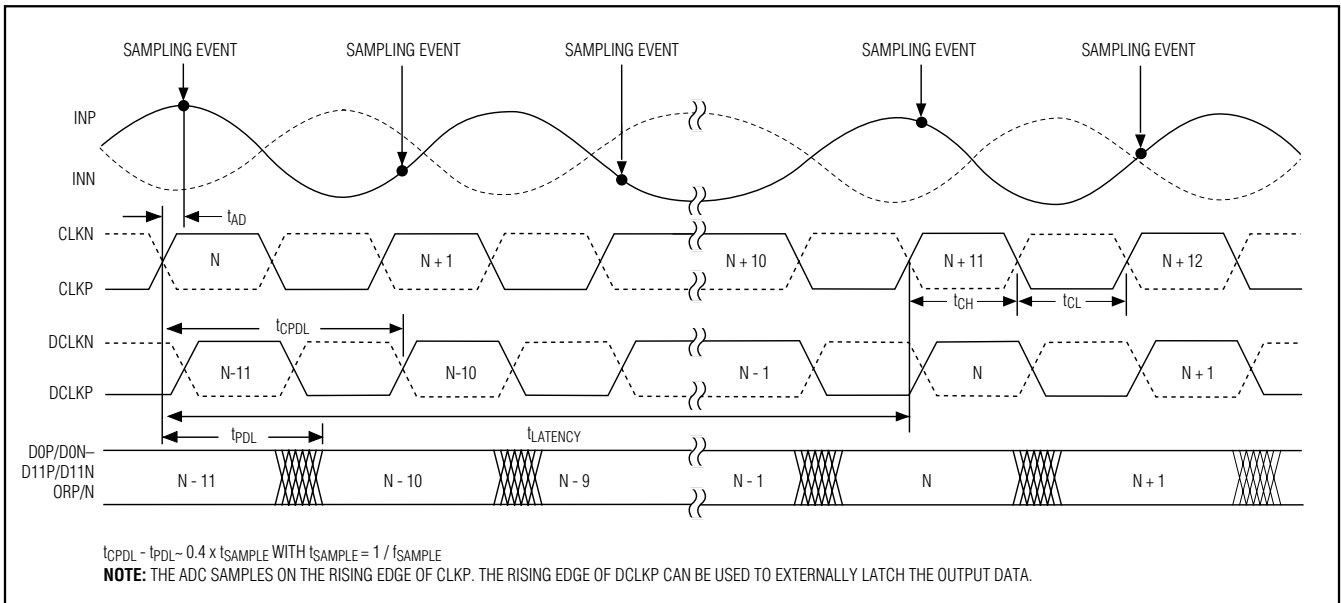 SAMPLING EVENT SAMPLING EVENT SAMPLING EVENT SAMPLING EVENT SAMPLING EVENT
INP
INN
tAD
CLKN
N N + 1 N + 10 N + 11 N + 12
CLKP
tCH tCL
tCPDL
DCLKN
N-11 N-10 N - 1 N N + 1
DCLKP
tPDL tLATENCY
D0P/D0N–
D11P/D11N
ORP/N
N - 11 N - 10 N - 9 N - 1 N N + 1
tCPDL - tPDL~ 0.4 x tSAMPLE WITH tSAMPLE = 1 / fSAMPLE
NOTE: THE ADC SAMPLES ON THE RISING EDGE OF CLKP. THE RISING EDGE OF DCLKP CAN BE USED TO EXTERNALLY LATCH THE OUTPUT DATA.